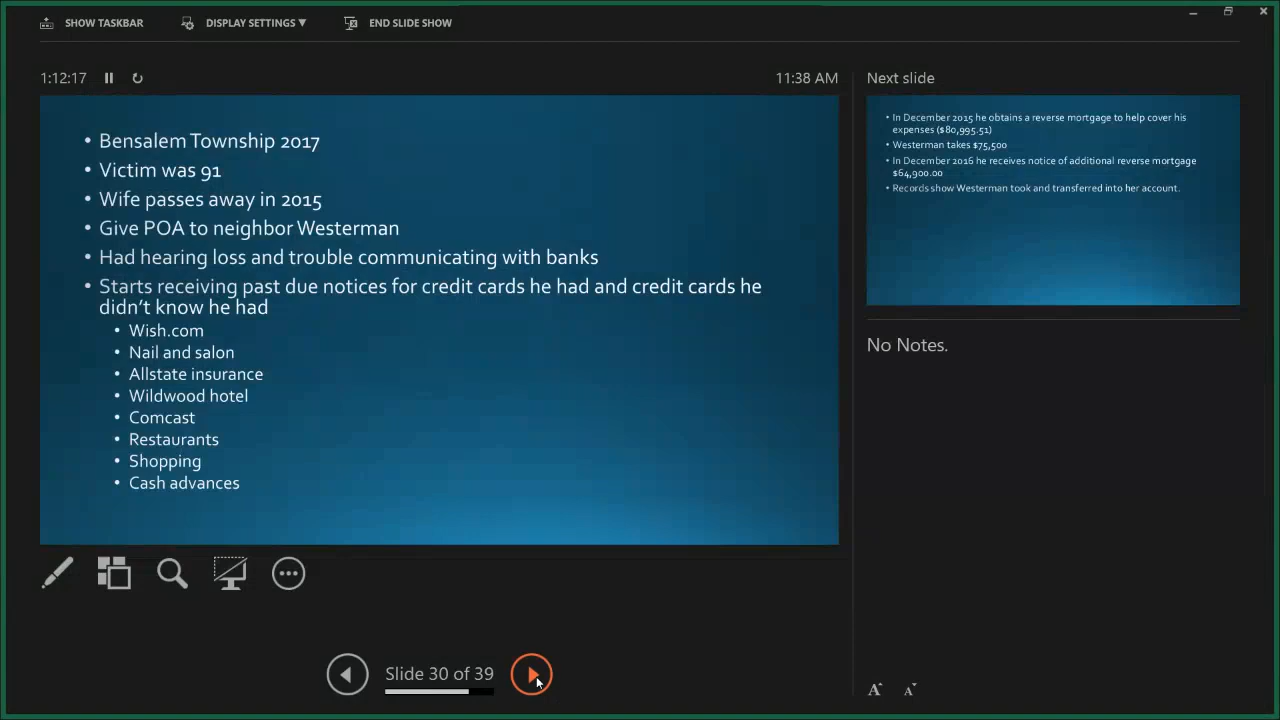 SHOW TASKBAR
DISPLAY SETTINGS ▼
END SLIDE SHOW
1:12:17
11:38 AM
• Bensalem Township 2017
• Victim was 91
• Wife passes away in 2015
• Give POA to neighbor Westerman
• Had hearing loss and trouble communicating with banks
• Starts receiving past due notices for credit cards he had and credit cards he
didn't know he had
• Wish.com
• Nail and salon
• Allstate insurance
• Wildwood hotel
• Comcast
• Restaurants
• Shopping
• Cash advances
Slide 30 of 39
Next slide
• In December 2015 he obtains a reverse mortgage to help cover his
expenses ($80,995.51)
• Westerman takes $75,500
• In December 2016 he receives notice of additional reverse mortgage
$64,900.00
• Records show Westerman took and transferred into her account.
No Notes.
A A